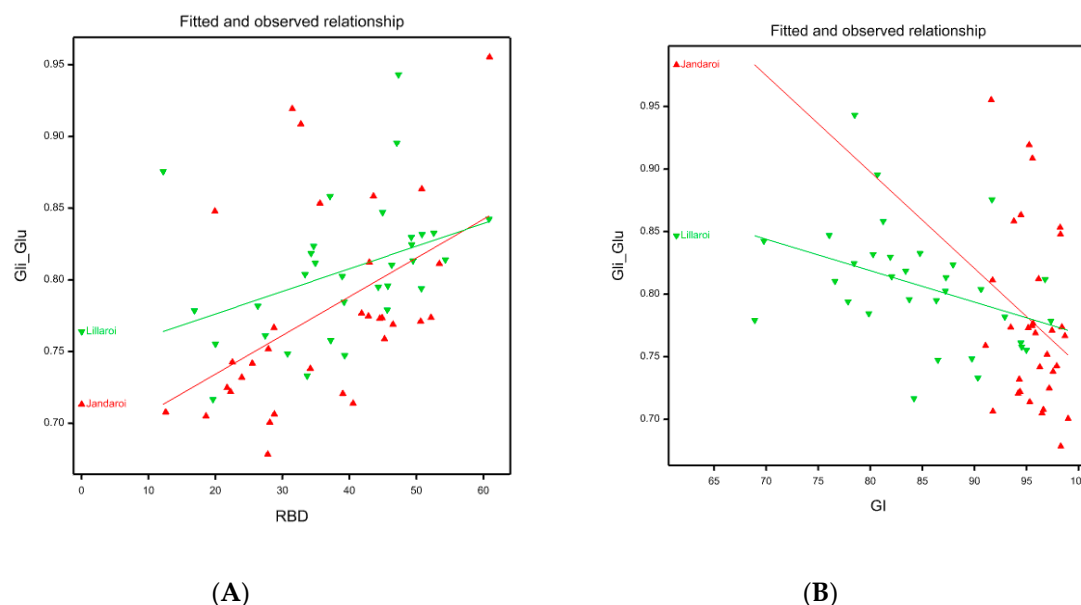 Fitted and observed relationship
0.95
0.90
0.85
0.80
0.75
0.70
Gli_Glu
Lillaroi
Jandaroi
0 10 20 30 40 50 60
RBD
(A)
Fitted and observed relationship
Jandaroi
0.95
0.90
0.85
Lillaroi
0.80
0.75
0.70
Gli_Glu
65 70 75 80 85 90 95 100
GI
(B)